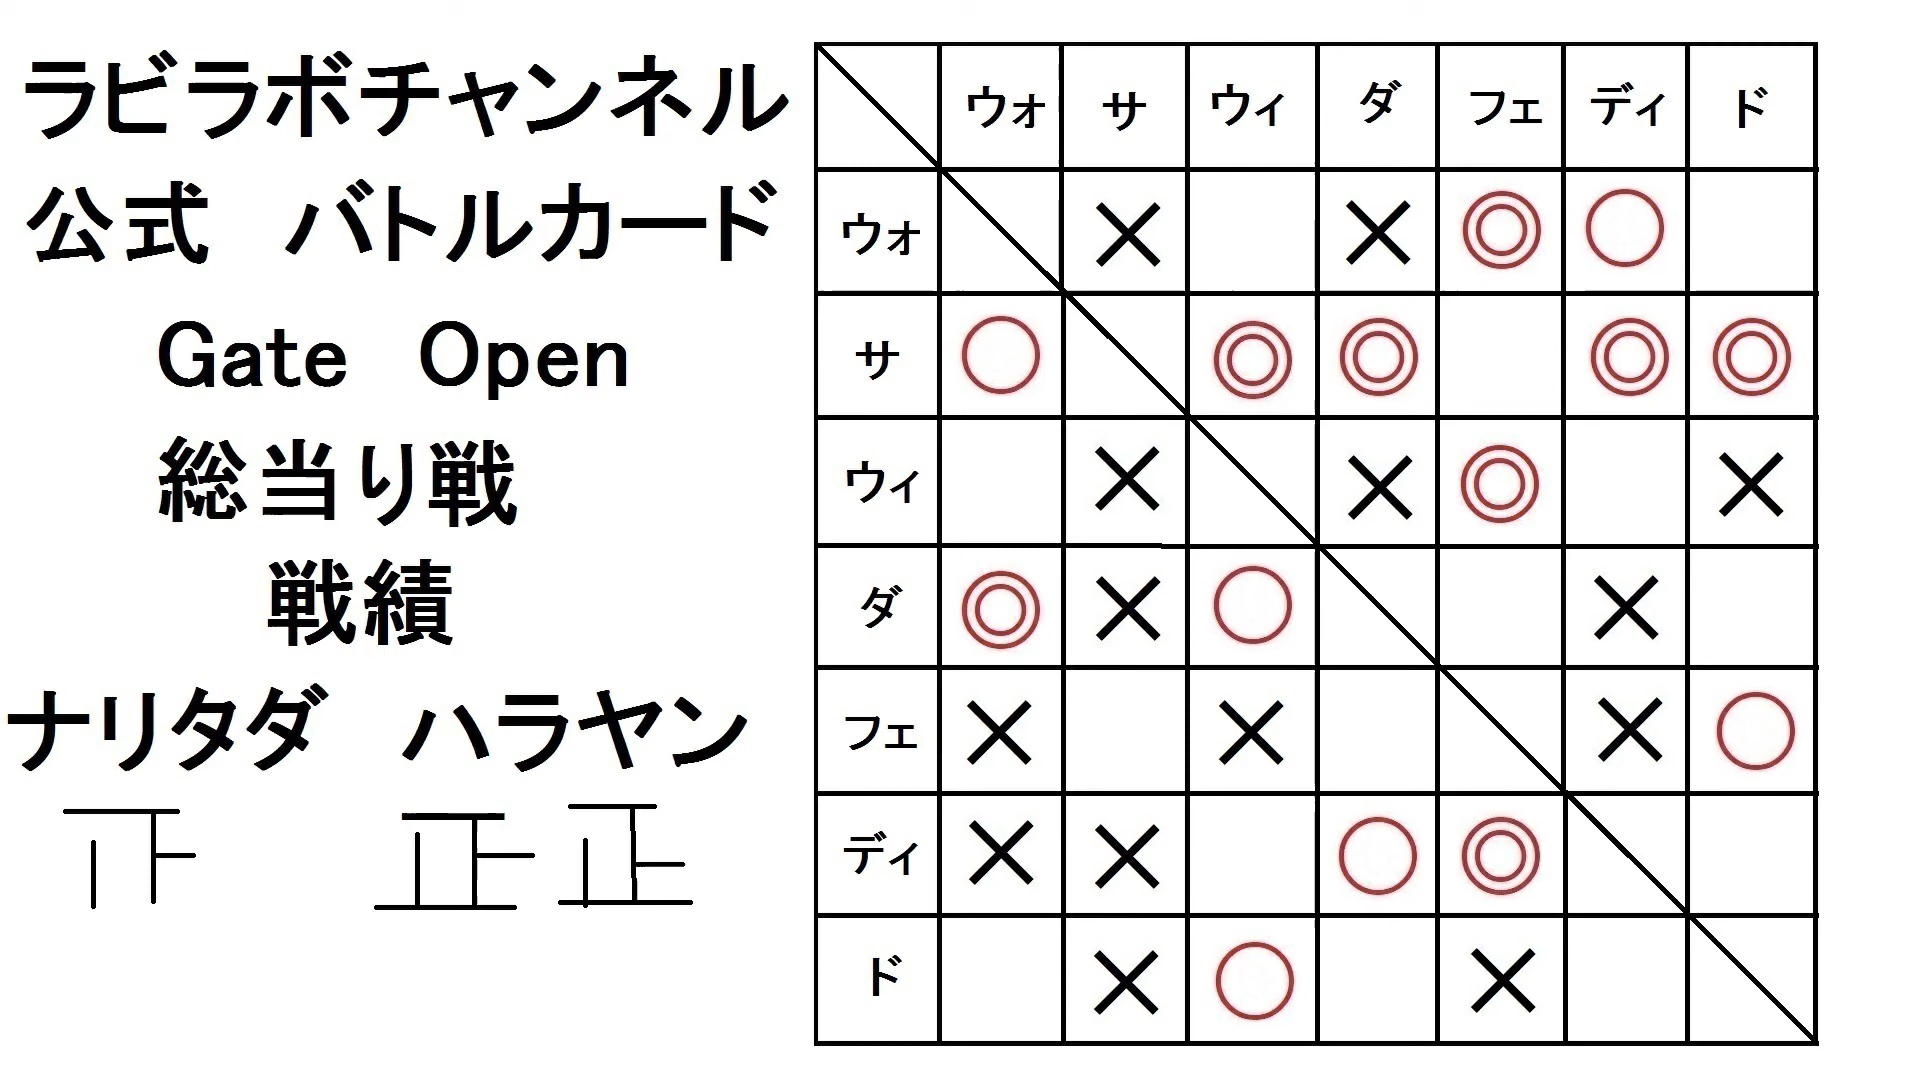 ラビラボチャンネル
公式　バトルカード
Gate　Open
総当り戦
戦績
ナリタダ　ハラヤン
ウォ サ ウィ ダ フェ ディ ド
ウォ × × ◎ ○
サ ○ ◎ ◎ ◎ ◎
ウィ × × ◎ ×
ダ ◎ × ○ ×
フェ × × × ○
ディ × × ○ ◎
ド × ○ ×